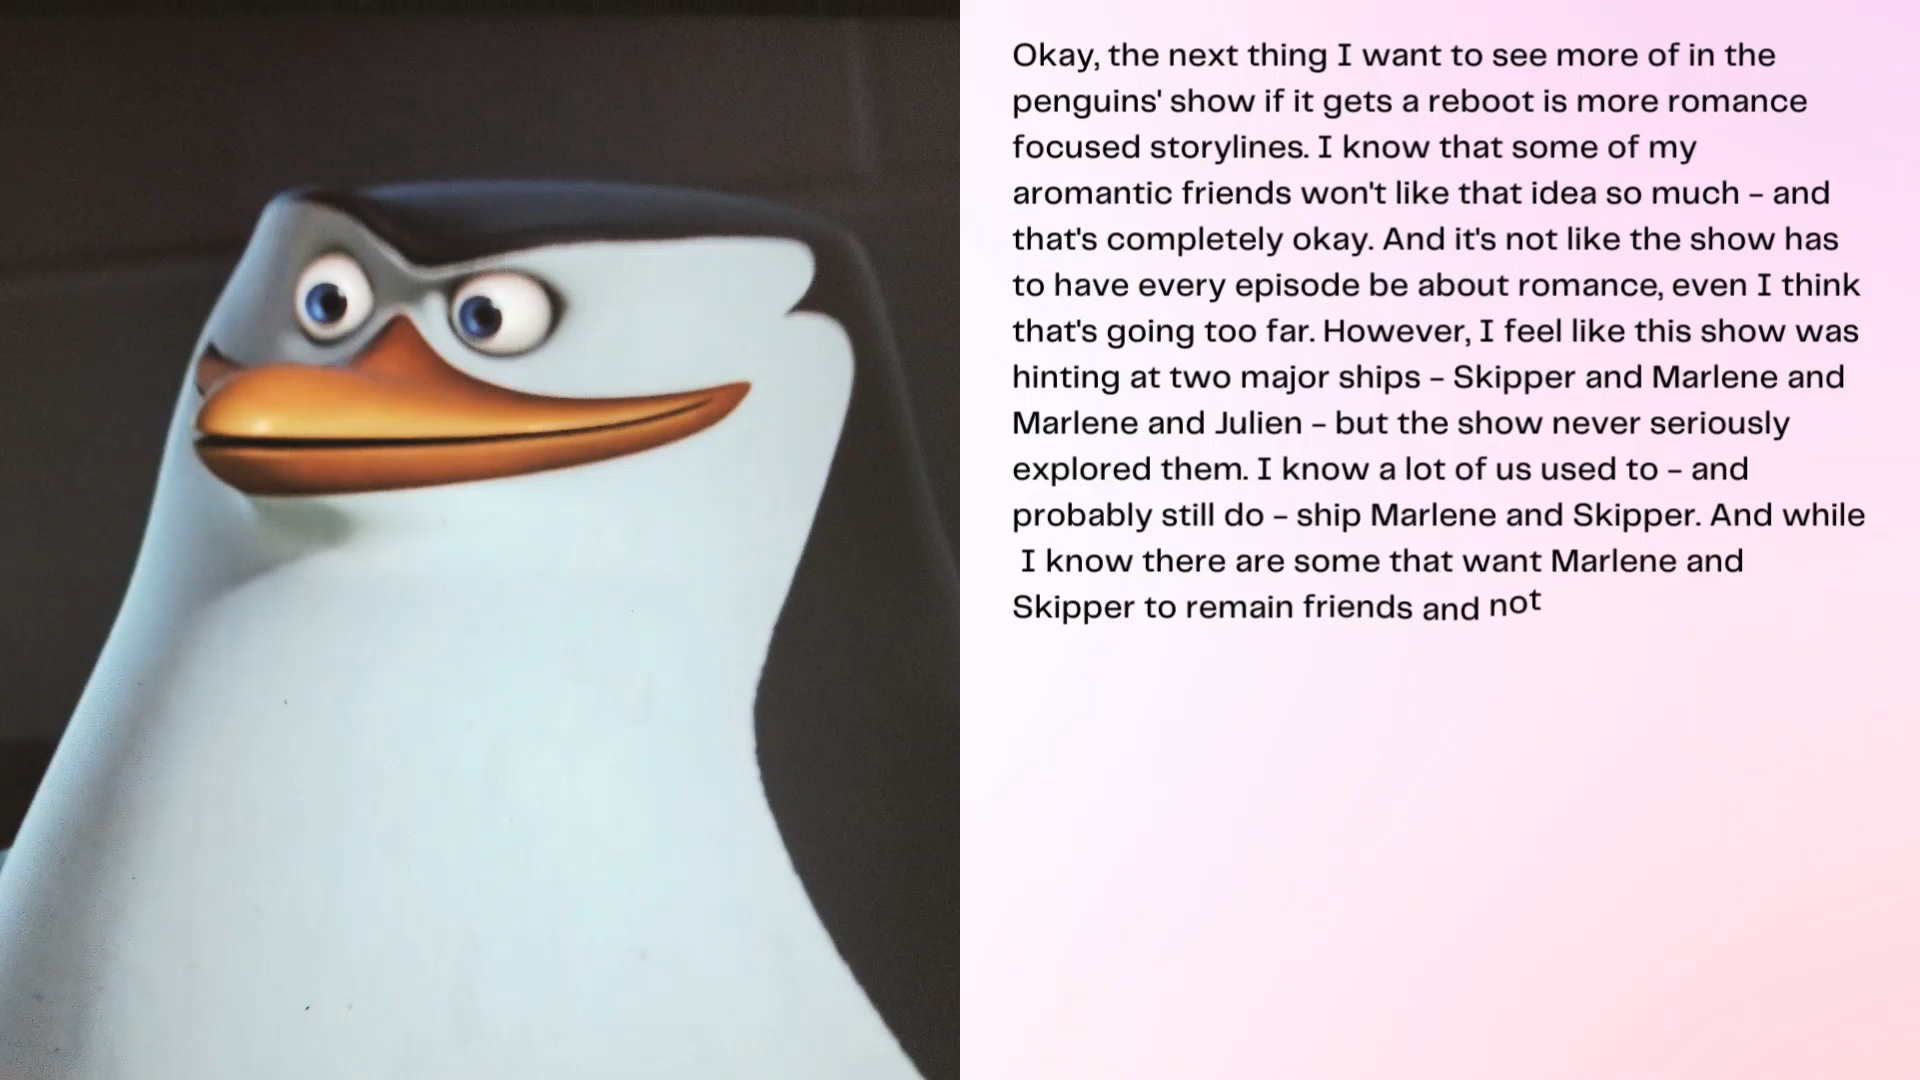 Okay, the next thing I want to see more of in the
penguins' show if it gets a reboot is more romance
focused storylines. I know that some of my
aromantic friends won't like that idea so much – and
that's completely okay. And it's not like the show has
to have every episode be about romance, even I think
that's going too far. However, I feel like this show was
hinting at two major ships – Skipper and Marlene and
Marlene and Julien – but the show never seriously
explored them. I know a lot of us used to – and
probably still do – ship Marlene and Skipper. And while
I know there are some that want Marlene and
Skipper to remain friends and not